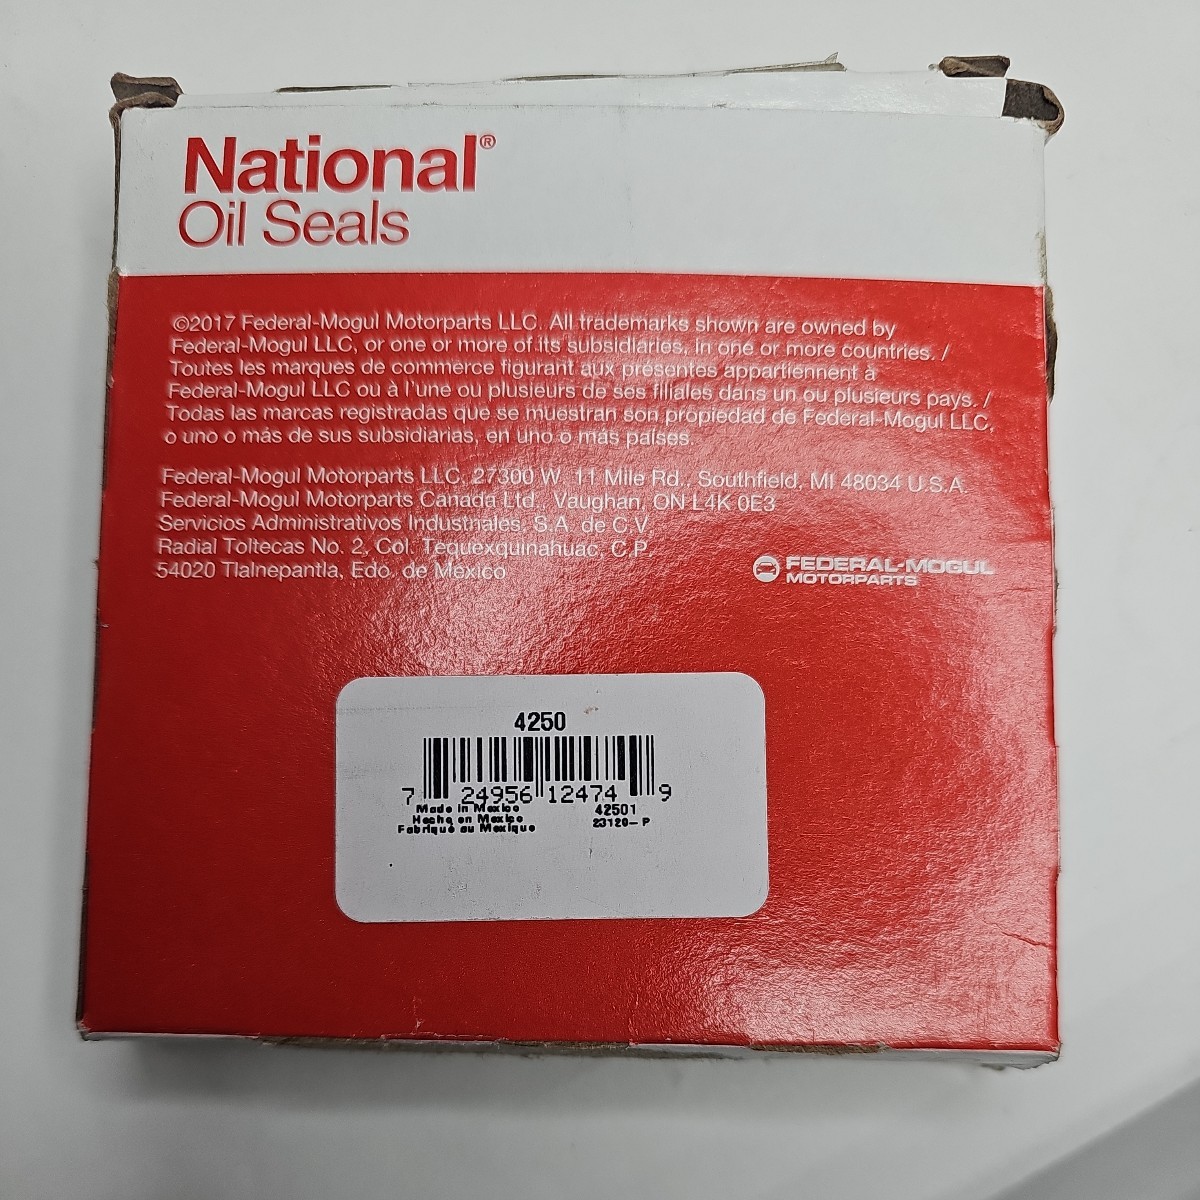 National®
Oil Seals
©2017 Federal-Mogul Motorparts LLC. All trademarks shown are owned by
Federal-Mogul LLC, or one or more of its subsidiaries, in one or more countries. /
Toutes les marques de commerce figurant aux présentes appartiennent à
Federal-Mogul LLC ou à l'une ou plusieurs de ses filiales dans un ou plusieurs pays. /
Todas las marcas registradas que se muestran son propiedad de Federal-Mogul LLC,
o uno o más de sus subsidiarias, en uno o más países.
Federal-Mogul Motorparts LLC, 27300 W. 11 Mile Rd., Southfield, MI 48034 U.S.A.
Federal-Mogul Motorparts Canada Ltd., Vaughan, ON L4K 0E3
Servicios Administrativos Industriales, S.A. de C.V.
Radial Toltecas No. 2, Col. Tequexquinahuac, C.P.
54020 Tlalnepantla, Edo. de México
FEDERAL-MOGUL
MOTORPARTS
4250
7 24956 12474 9
Made in Mexico
Hecho en Mexico
Fabriqué au Mexique
42501
23120- P